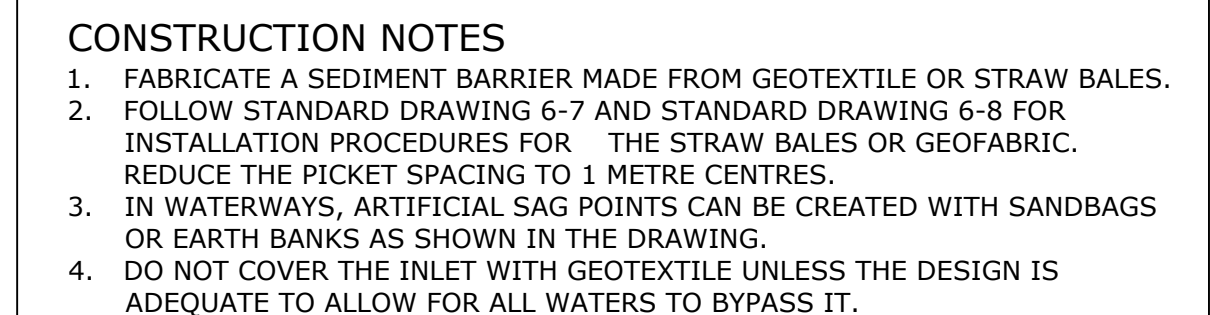 CONSTRUCTION NOTES
1. FABRICATE A SEDIMENT BARRIER MADE FROM GEOTEXTILE OR STRAW BALES.
2. FOLLOW STANDARD DRAWING 6-7 AND STANDARD DRAWING 6-8 FOR
INSTALLATION PROCEDURES FOR THE STRAW BALES OR GEOFABRIC.
REDUCE THE PICKET SPACING TO 1 METRE CENTRES.
3. IN WATERWAYS, ARTIFICIAL SAG POINTS CAN BE CREATED WITH SANDBAGS
OR EARTH BANKS AS SHOWN IN THE DRAWING.
4. DO NOT COVER THE INLET WITH GEOTEXTILE UNLESS THE DESIGN IS
ADEQUATE TO ALLOW FOR ALL WATERS TO BYPASS IT.